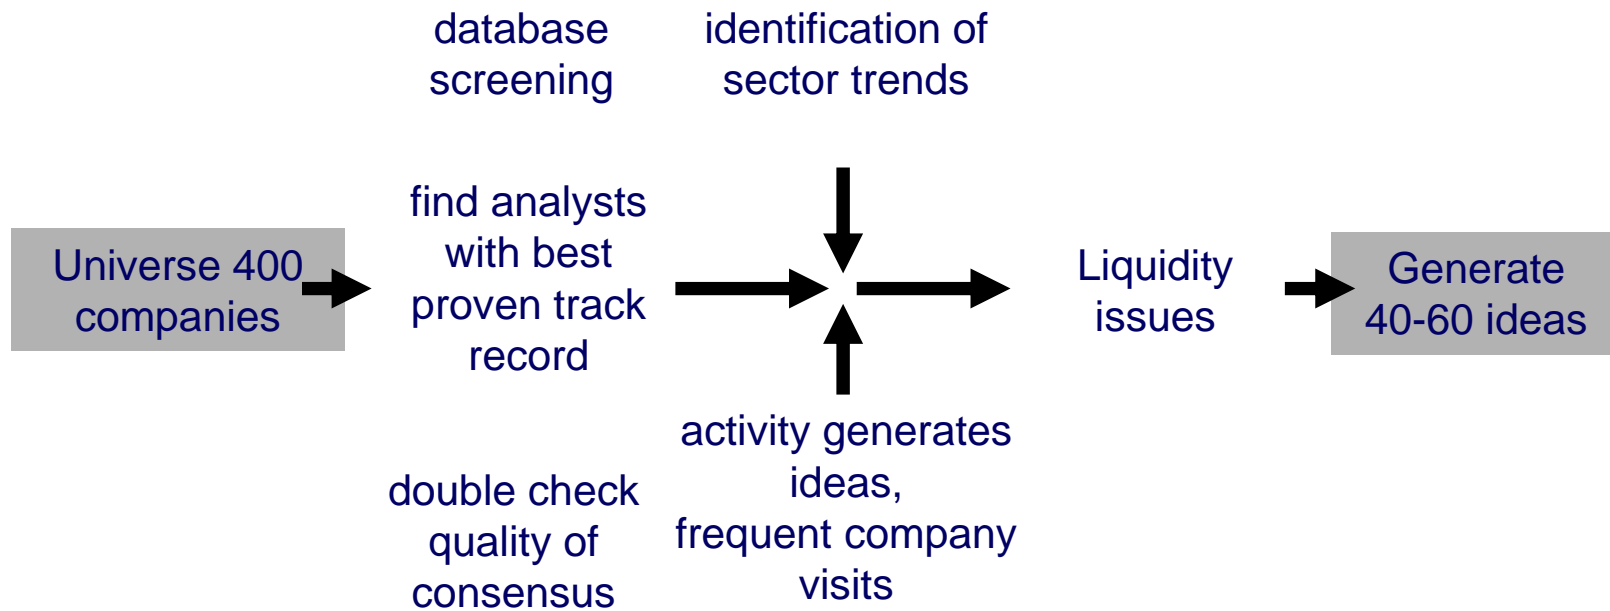 database
screening
identification of
sector trends
Universe 400
companies
find analysts
with best
proven track
record
Liquidity
issues
Generate
40-60 ideas
double check
quality of
consensus
activity generates
ideas,
frequent company
visits